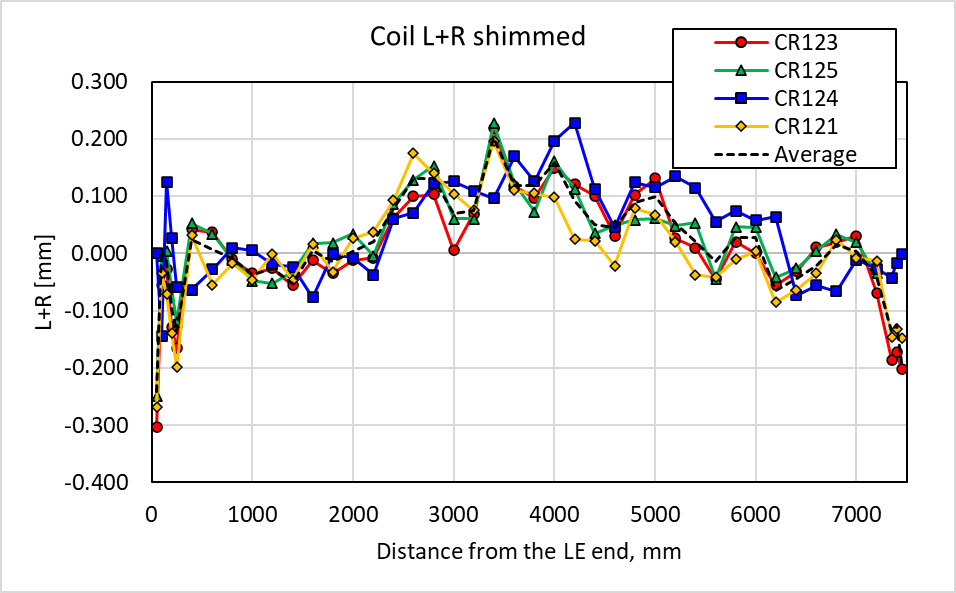 Coil L+R shimmed
CR123
CR125
CR124
CR121
Average
0.300
0.200
0.100
0.000
-0.100
-0.200
-0.300
-0.400
L+R [mm]
0 1000 2000 3000 4000 5000 6000 7000
Distance from the LE end, mm